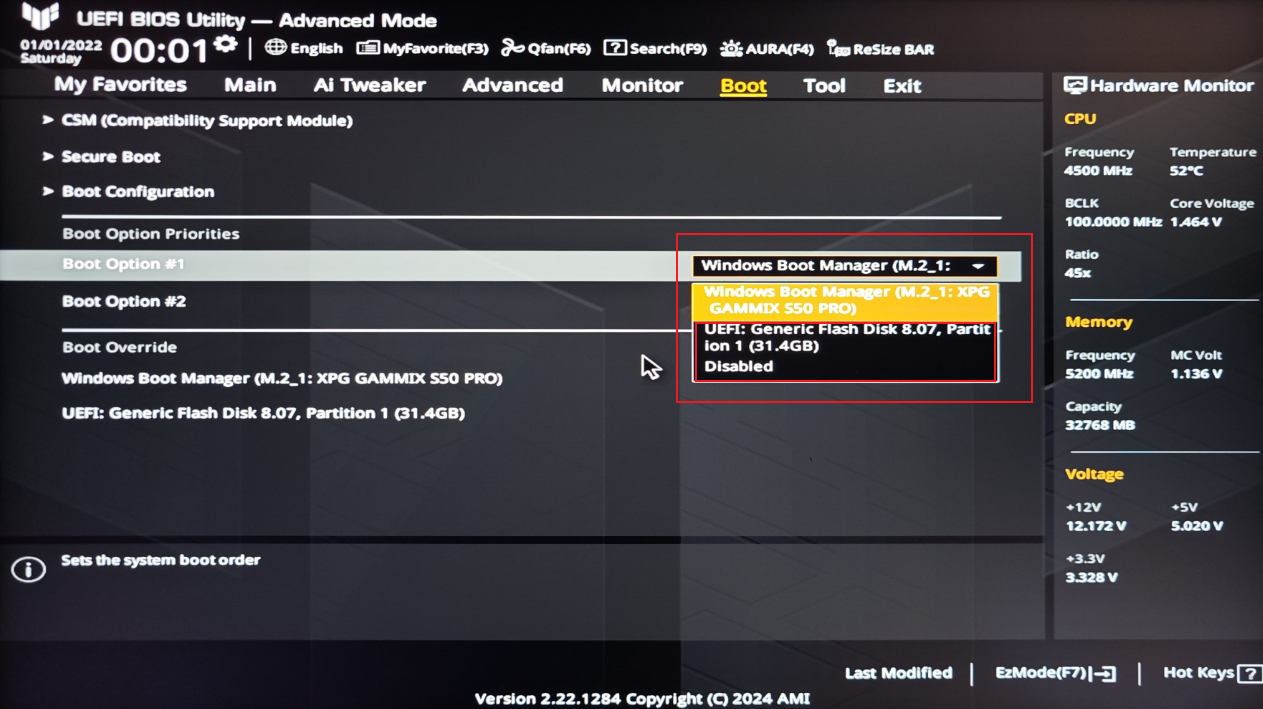 UEFI BIOS Utility — Advanced Mode
01/01/2022
Saturday
00:01
English
MyFavorite(F3)
Qfan(F6)
? Search(F9)
AURA(F4)
ReSize BAR
My Favorites Main Ai Tweaker Advanced Monitor Boot Tool Exit
> CSM (Compatibility Support Module)
> Secure Boot
> Boot Configuration
Boot Option Priorities
Boot Option #1
Windows Boot Manager (M.2_1:
Windows Boot Manager (M.2_1: XPG
GAMMIX S50 PRO)
UEFI: Generic Flash Disk 8.07, Partit
ion 1 (31.4GB)
Disabled
Boot Option #2
Boot Override
Windows Boot Manager (M.2_1: XPG GAMMIX S50 PRO)
UEFI: Generic Flash Disk 8.07, Partition 1 (31.4GB)
i Sets the system boot order
Hardware Monitor
CPU
Frequency Temperature
4500 MHz 52°C
BCLK Core Voltage
100.0000 MHz 1.464 V
Ratio
45x
Memory
Frequency MC Volt
5200 MHz 1.136 V
Capacity
32768 MB
Voltage
+12V +5V
12.172 V 5.020 V
+3.3V
3.328 V
Last Modified
EzMode(F7)
Hot Keys ?
Version 2.22.1284 Copyright (C) 2024 AMI